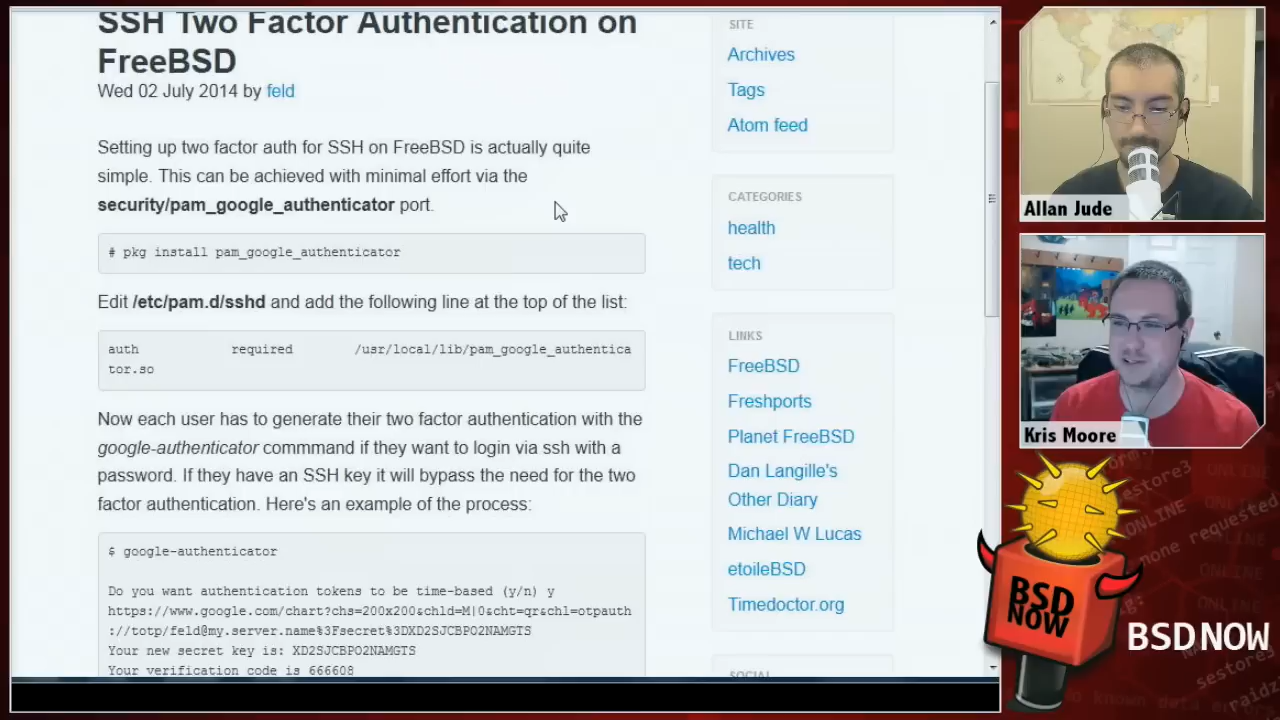 SSH Two Factor Authentication on
FreeBSD
Wed 02 July 2014 by feld
Setting up two factor auth for SSH on FreeBSD is actually quite
simple. This can be achieved with minimal effort via the
security/pam_google_authenticator port.
# pkg install pam_google_authenticator
Edit /etc/pam.d/sshd and add the following line at the top of the list:
auth required /usr/local/lib/pam_google_authentica
tor.so
Now each user has to generate their two factor authentication with the
google-authenticator commmand if they want to login via ssh with a
password. If they have an SSH key it will bypass the need for the two
factor authentication. Here's an example of the process:
$ google-authenticator
Do you want authentication tokens to be time-based (y/n) y
https://www.google.com/chart?chs=200x200&chld=M|0&cht=qr&chl=otpauth
://totp/feld@my.server.name%3Fsecret%3DXD2SJCBPO2NAMGTS
Your new secret key is: XD2SJCBPO2NAMGTS
Your verification code is 666608
SITE
Archives
Tags
Atom feed
CATEGORIES
health
tech
LINKS
FreeBSD
Freshports
Planet FreeBSD
Dan Langille's
Other Diary
Michael W Lucas
etoileBSD
Timedoctor.org
SOCIAL
Allan Jude
Kris Moore
BSD
NOW
BSD NOW